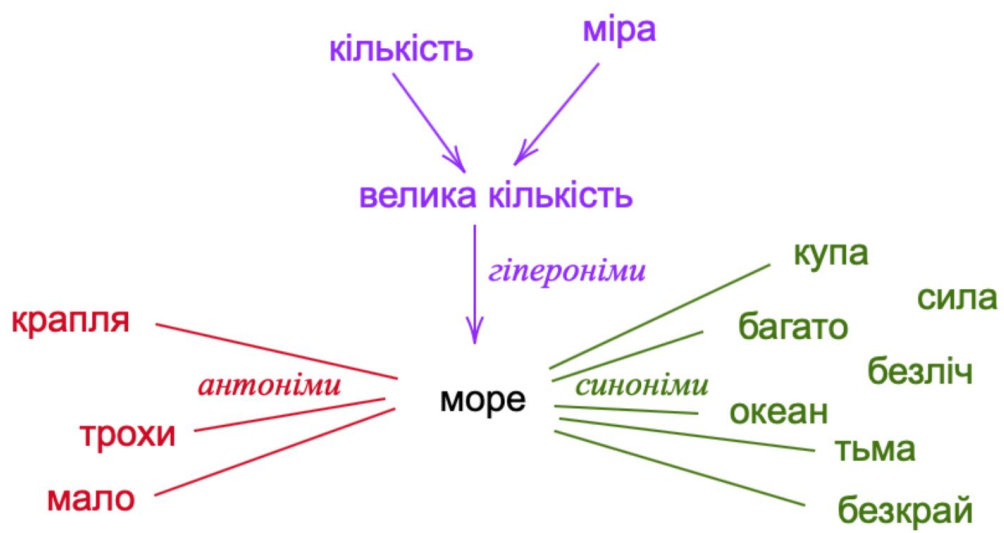 кількість
міра
велика кількість
гіпероніми
купа
сила
крапля
багато
безліч
антоніми
море
синоніми
океан
трохи
тьма
мало
безкрай